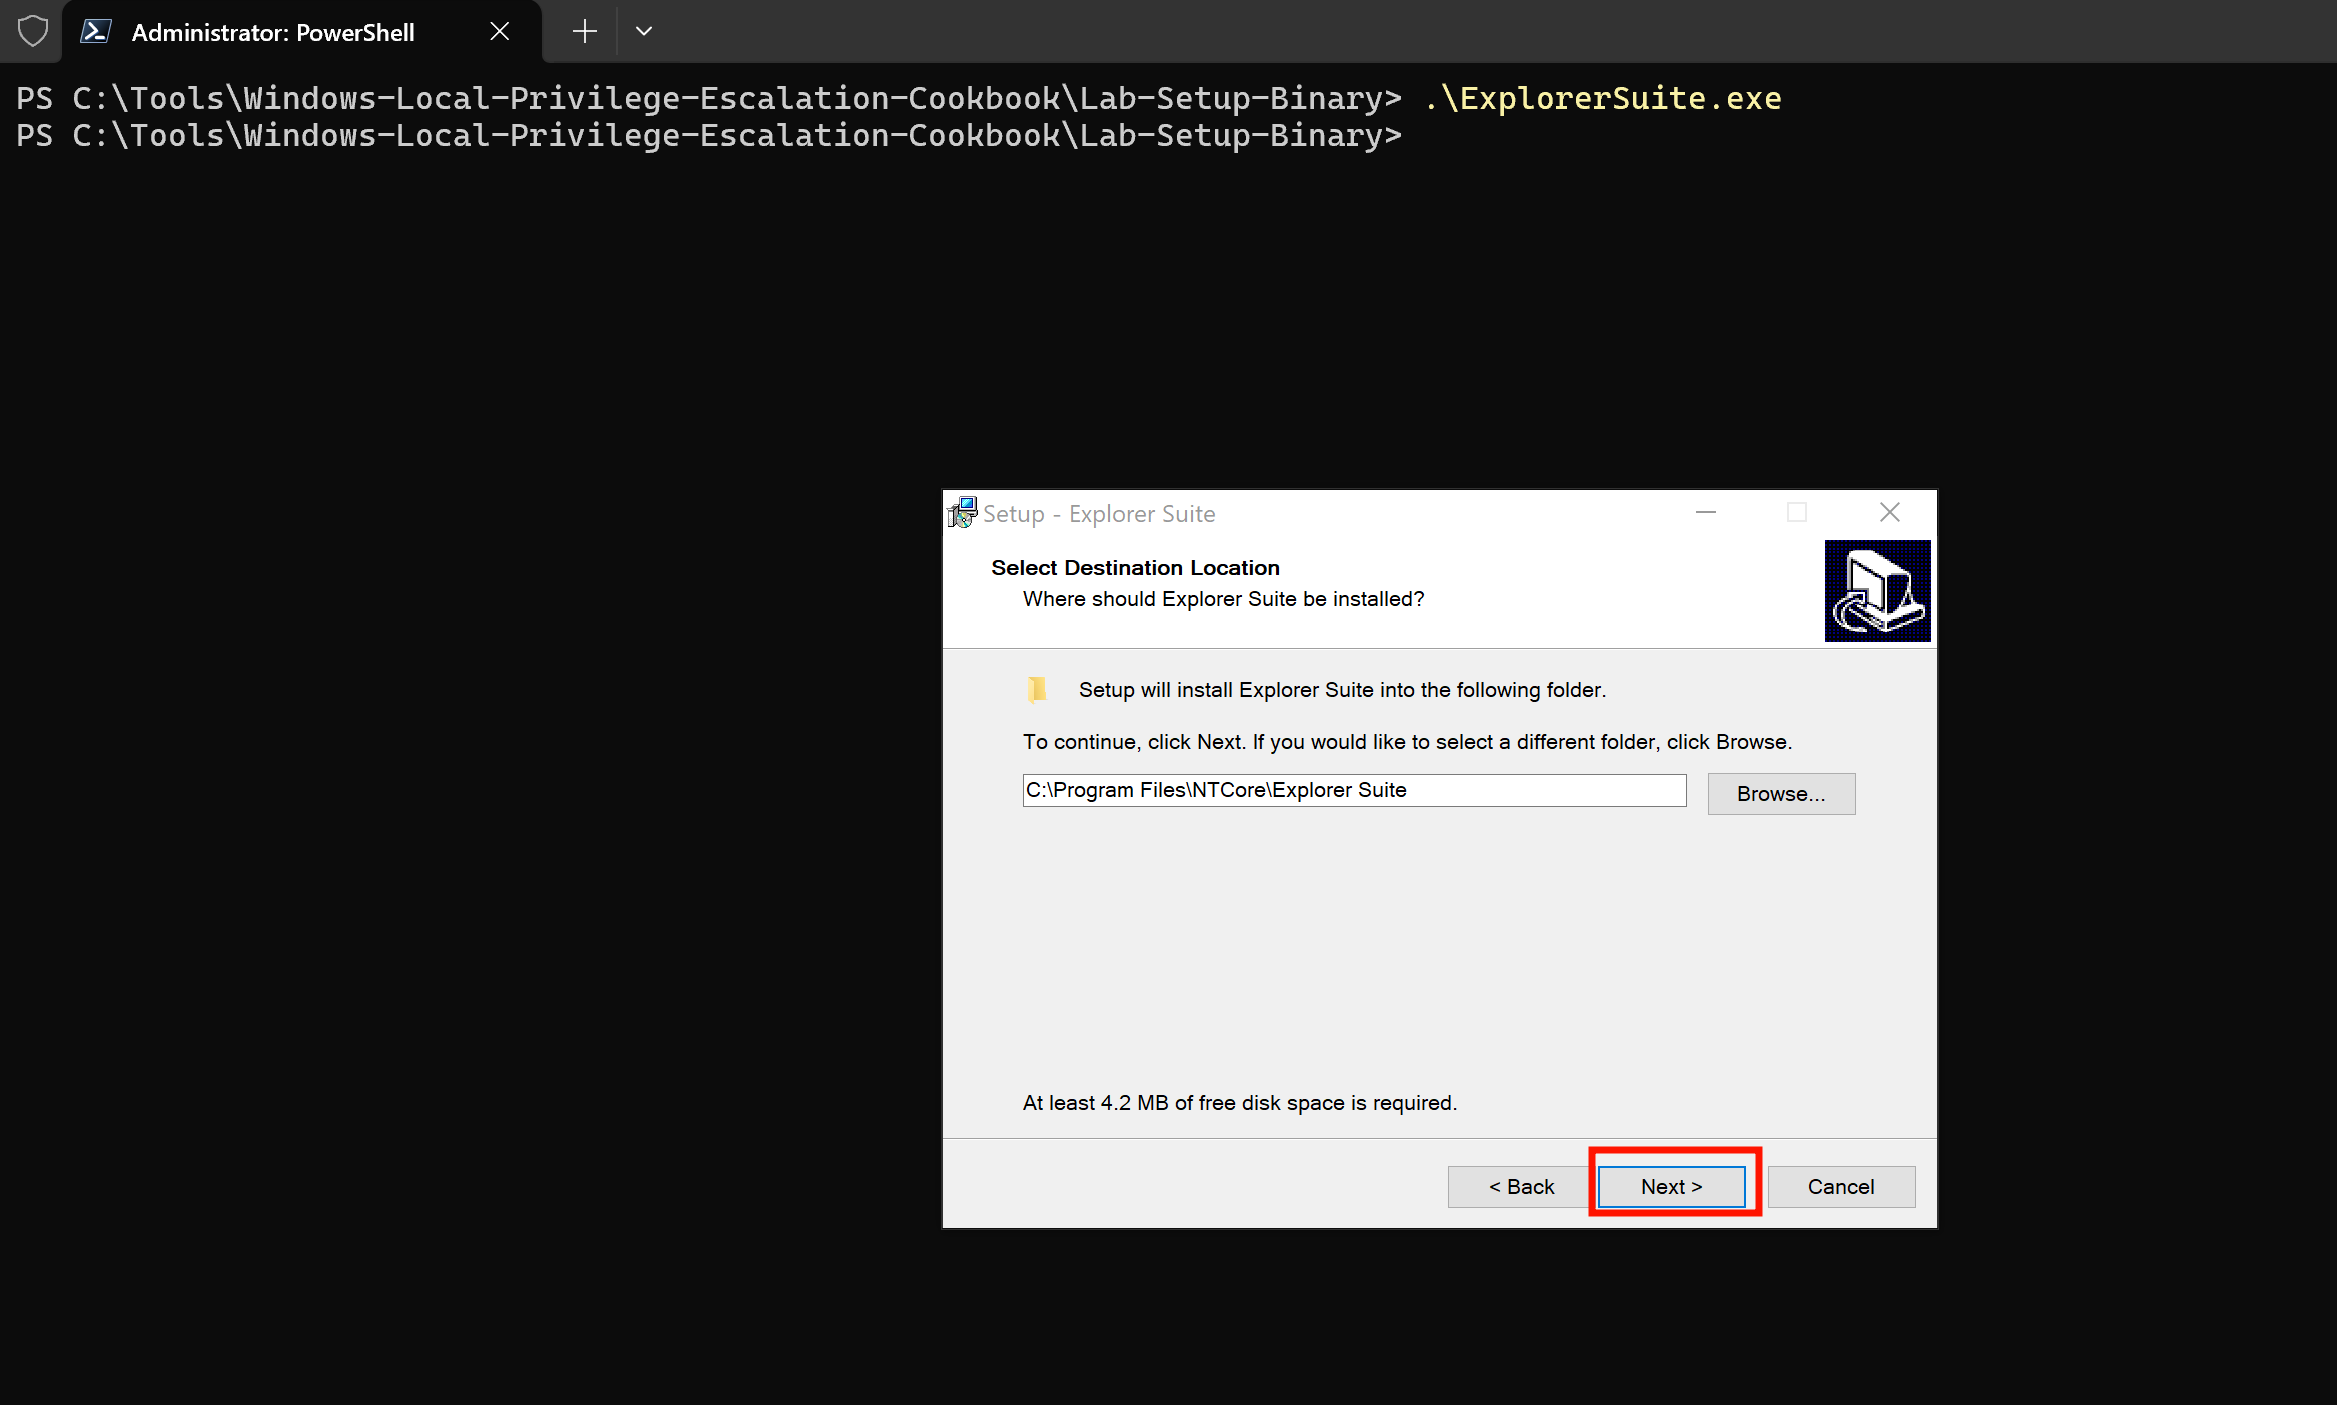 Administrator: PowerShell
PS C:\Tools\Windows-Local-Privilege-Escalation-Cookbook\Lab-Setup-Binary> .\ExplorerSuite.exe
PS C:\Tools\Windows-Local-Privilege-Escalation-Cookbook\Lab-Setup-Binary>
Setup - Explorer Suite
Select Destination Location
Where should Explorer Suite be installed?
Setup will install Explorer Suite into the following folder.
To continue, click Next. If you would like to select a different folder, click Browse.
C:\Program Files\NTCore\Explorer Suite
Browse...
At least 4.2 MB of free disk space is required.
< Back
Next >
Cancel